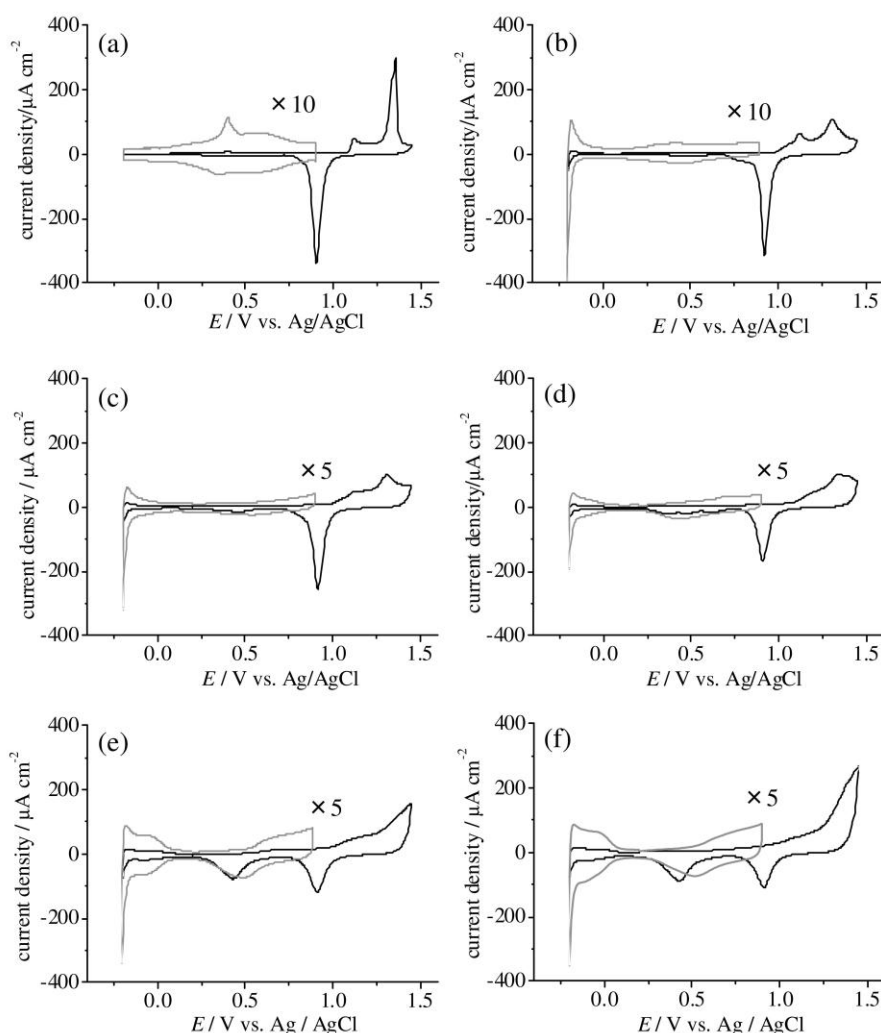 (a)
× 10
current density/μA cm-2
400
200
0
-200
-400
0.0 0.5 1.0 1.5
E / V vs. Ag/AgCl
(b)
× 10
current density/μA cm-2
400
200
0
-200
-400
0.0 0.5 1.0 1.5
E / V vs. Ag/AgCl
(c)
× 5
current density / μA cm-2
400
200
0
-200
-400
0.0 0.5 1.0 1.5
E / V vs. Ag/AgCl
(d)
× 5
current density/μA cm-2
400
200
0
-200
-400
0.0 0.5 1.0 1.5
E / V vs. Ag/AgCl
(e)
× 5
current density / μA cm-2
400
200
0
-200
-400
0.0 0.5 1.0 1.5
E / V vs. Ag / AgCl
(f)
× 5
current density / μA cm-2
400
200
0
-200
-400
0.0 0.5 1.0 1.5
E / V vs. Ag / AgCl